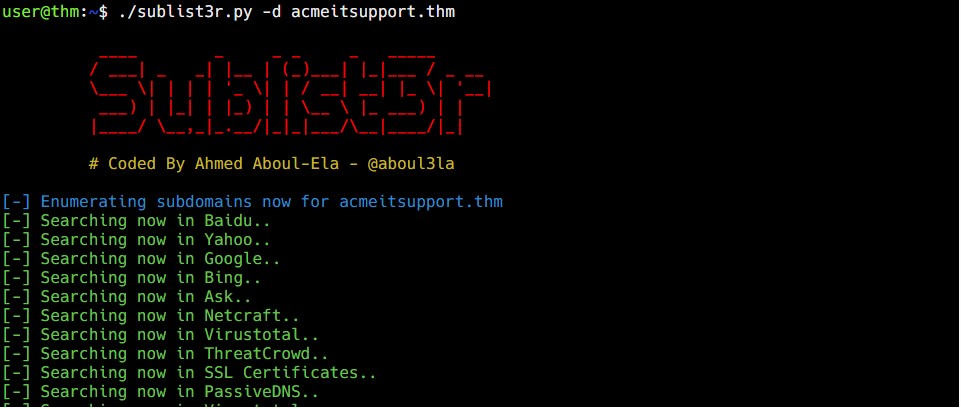 user@thm:~$ ./sublist3r.py -d acmeitsupport.thm
Sublist3r
# Coded By Ahmed Aboul-Ela - @aboul3la
[-] Enumerating subdomains now for acmeitsupport.thm
[-] Searching now in Baidu..
[-] Searching now in Yahoo..
[-] Searching now in Google..
[-] Searching now in Bing..
[-] Searching now in Ask..
[-] Searching now in Netcraft..
[-] Searching now in Virustotal..
[-] Searching now in ThreatCrowd..
[-] Searching now in SSL Certificates..
[-] Searching now in PassiveDNS..